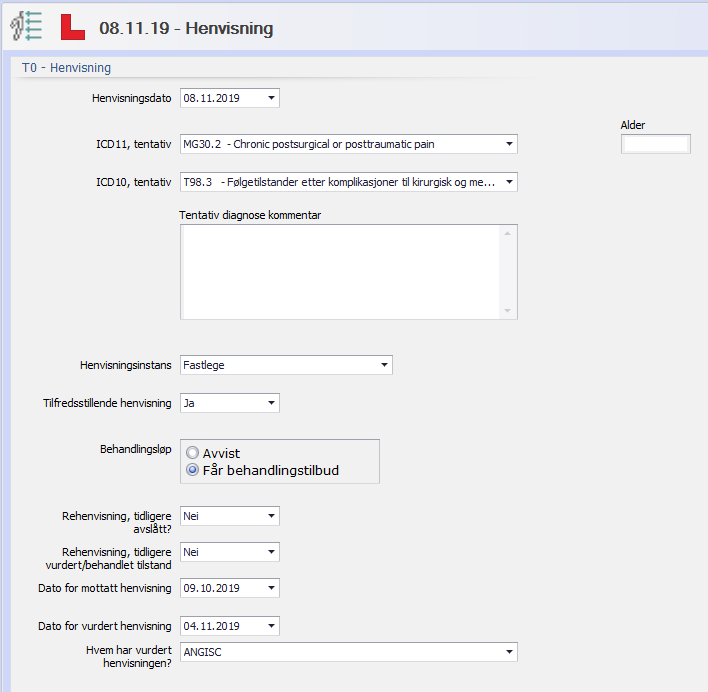 08.11.19 - Henvisning
T0 - Henvisning
Henvisningsdato 08.11.2019
Alder
ICD11, tentativ MG30.2 - Chronic postsurgical or posttraumatic pain
ICD10, tentativ T98.3 - Følgetilstander etter komplikasjoner til kirurgisk og me...
Tentativ diagnose kommentar
Henvisningsinstans Fastlege
Tilfredsstillende henvisning Ja
Behandlingsløp
Avvist
Får behandlingstilbud
Rehenvisning, tidligere Nei
avslått?
Rehenvisning, tidligere Nei
vurdert/behandlet tilstand
Dato for mottatt henvisning 09.10.2019
Dato for vurdert henvisning 04.11.2019
Hvem har vurdert ANGISC
henvisningen?